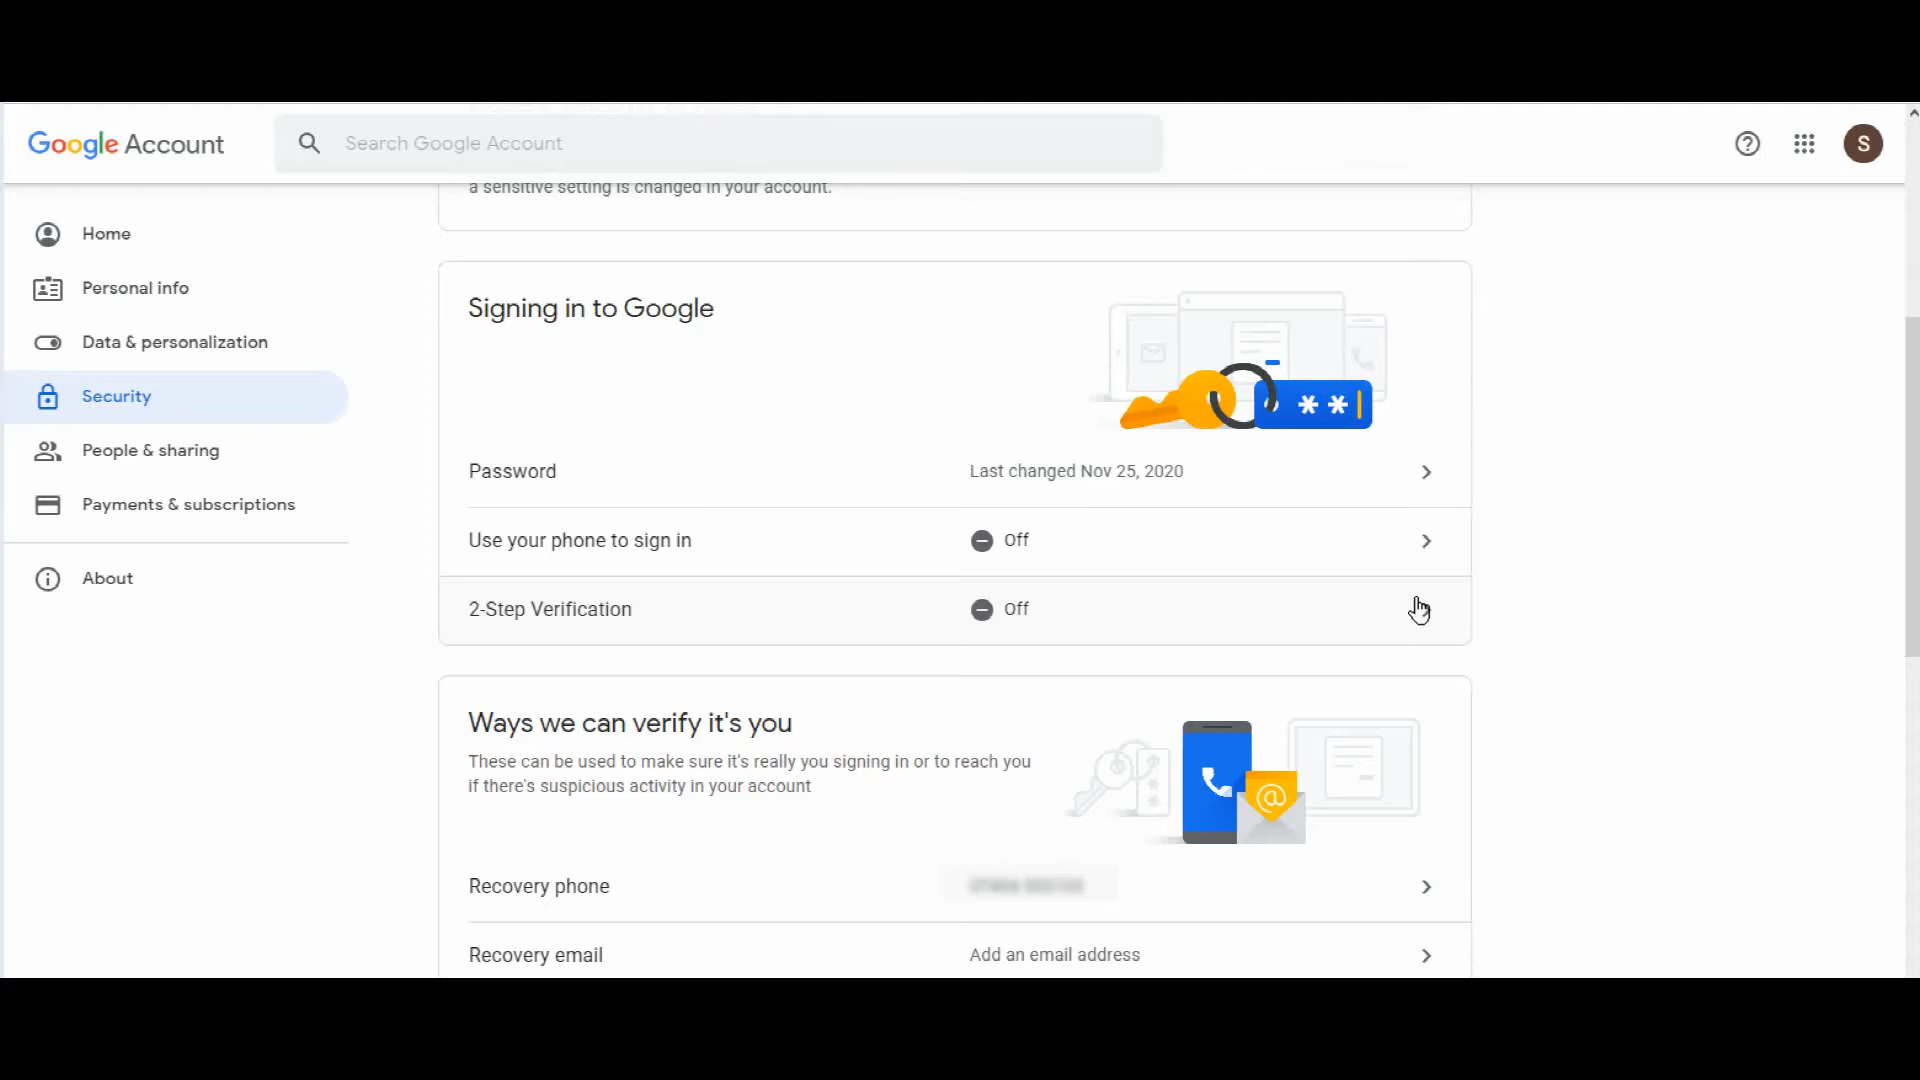 Google Account
Search Google Account
S
a sensitive setting is changed in your account.
Home
Personal info
Data & personalization
Security
People & sharing
Payments & subscriptions
About
Signing in to Google
**
Password
Last changed Nov 25, 2020
Use your phone to sign in
Off
2-Step Verification
Off
Ways we can verify it's you
These can be used to make sure it's really you signing in or to reach you
if there's suspicious activity in your account
@
Recovery phone
Recovery email
Add an email address